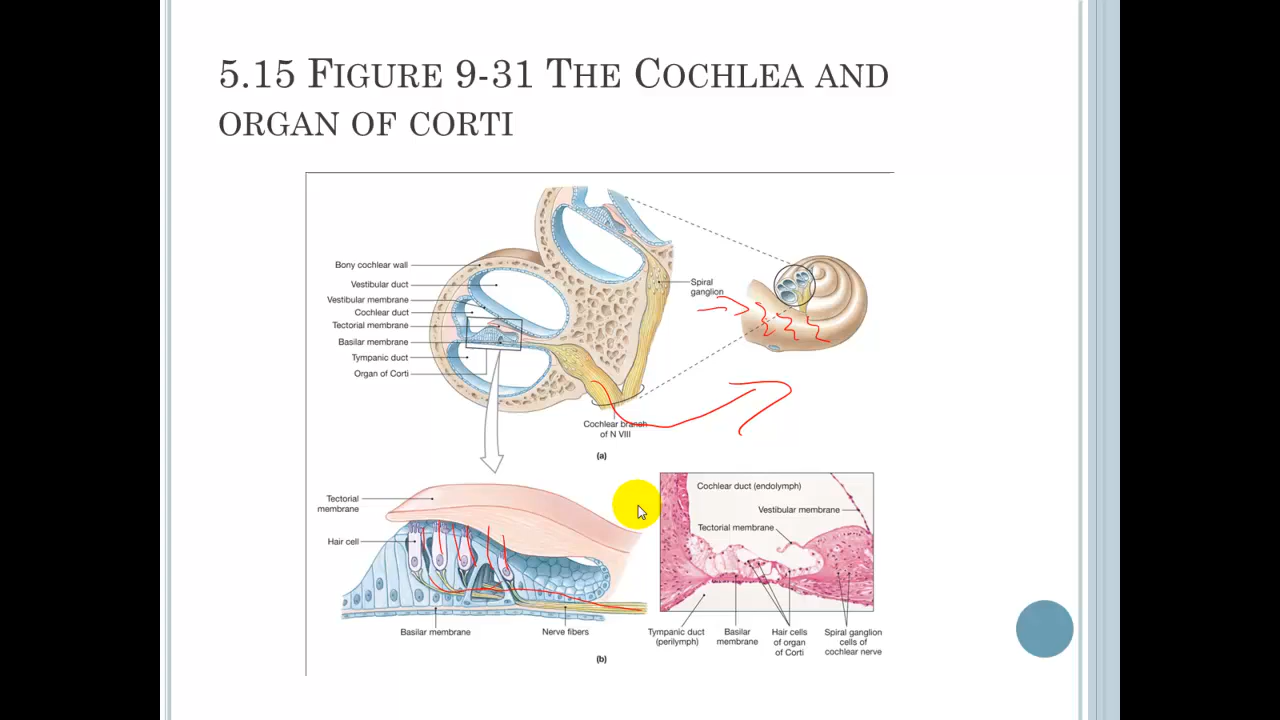 5.15 FIGURE 9-31 THE COCHLEA AND
ORGAN OF CORTI
Bony cochlear wall
Vestibular duct
Vestibular membrane
Cochlear duct
Tectorial membrane
Basilar membrane
Tympanic duct
Organ of Corti
Spiral
ganglion
Cochlear branch
of N VIII
(a)
Tectorial
membrane
Hair cell
Basilar membrane
Nerve fibers
(b)
Cochlear duct (endolymph)
Vestibular membrane
Tectorial membrane
Tympanic duct
(perilymph)
Basilar
membrane
Hair cells
of organ
of Corti
Spiral ganglion
cells of
cochlear nerve